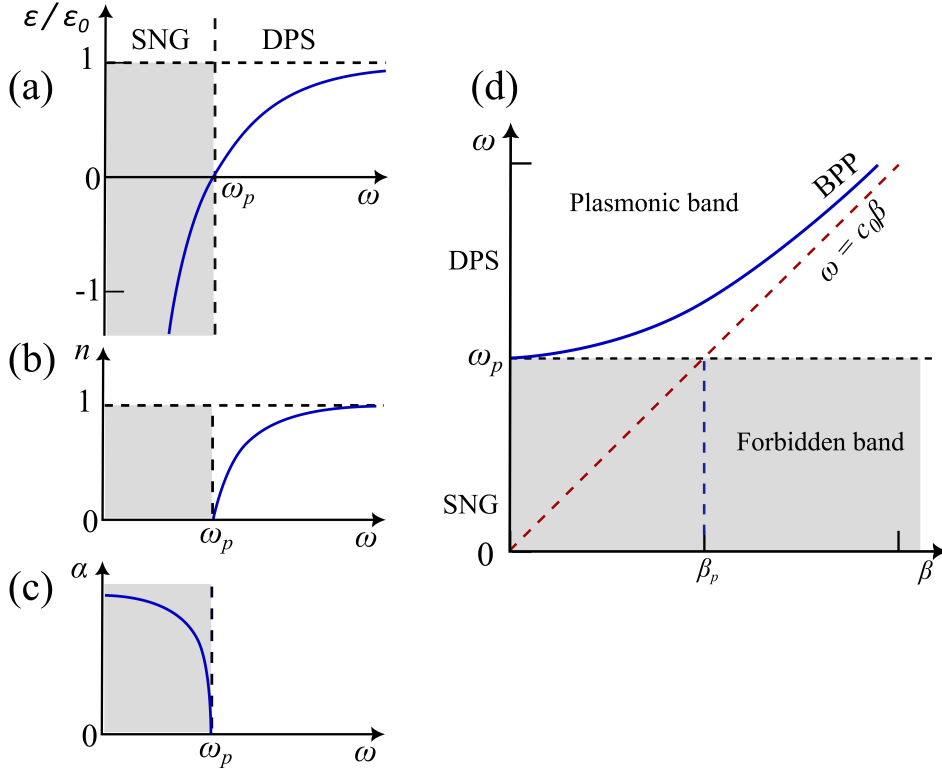 (a)
ε/ε₀
SNG
DPS
1
0
-1
ωₚ
ω
(b)
n
1
0
ωₚ
ω
(c)
α
0
ωₚ
ω
(d)
ω
Plasmonic band
BPP
ω = c₀β
DPS
ωₚ
Forbidden band
SNG
0
βₚ
β